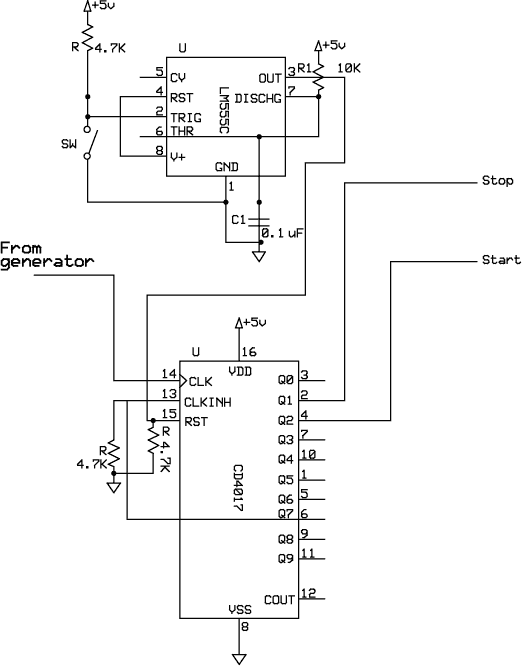 +5v
R 4.7K
U
+5v
R1 10K
5 CV
OUT 3
4 RST
DISCHG 7
LM555C
2 TRIG
6 THR
SW
8 V+
GND
1
C1
0.1 uF
Stop
Start
From
generator
+5v
U
16
VDD
14 CLK
Q0 3
13 CLKINH
Q1 2
15 RST
Q2 4
R
4.7K
R
4.7K
Q3 7
Q4 10
CD4017
Q5 1
Q6 5
Q7 6
Q8 9
Q9 11
COUT 12
VSS
8